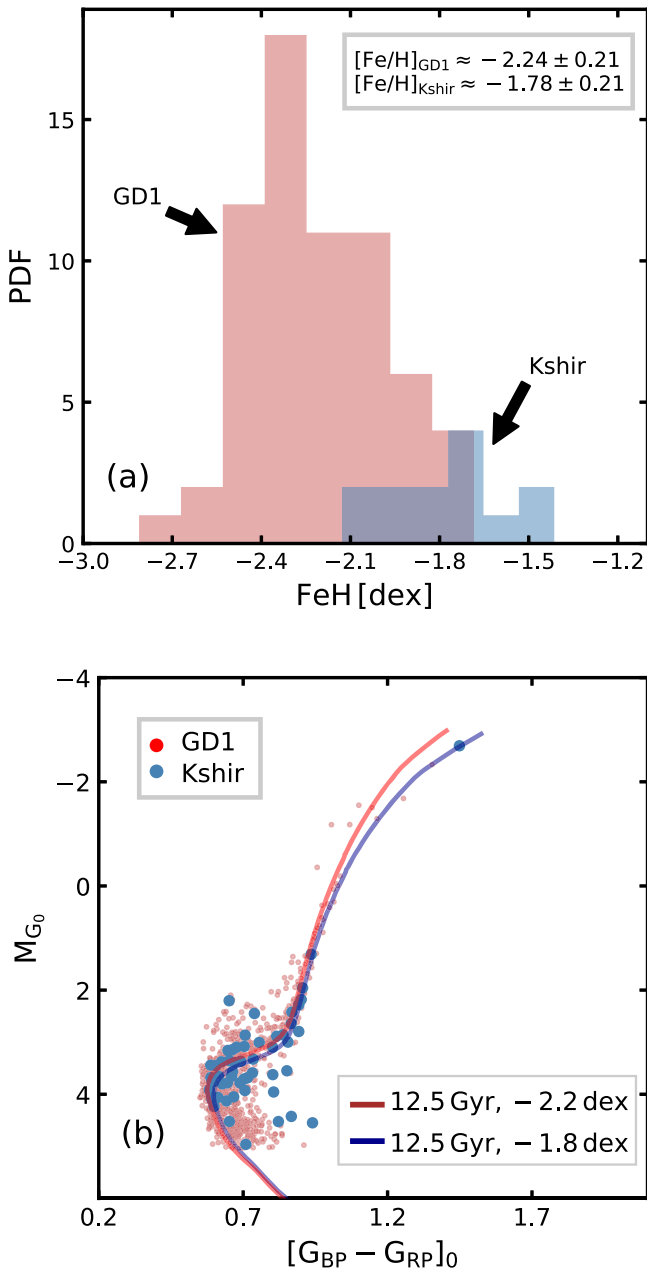 [Fe/H]GD1 ≈ −2.24 ± 0.21
[Fe/H]Kshir ≈ −1.78 ± 0.21
15
GD1
PDF
10
Kshir
5
(a)
0
−3.0 −2.7 −2.4 −2.1 −1.8 −1.5 −1.2
FeH [dex]
−4
GD1
Kshir
−2
0
MG0
2
4
12.5 Gyr, −2.2 dex
(b)
12.5 Gyr, −1.8 dex
0.2 0.7 1.2 1.7
[GBP − GRP]0